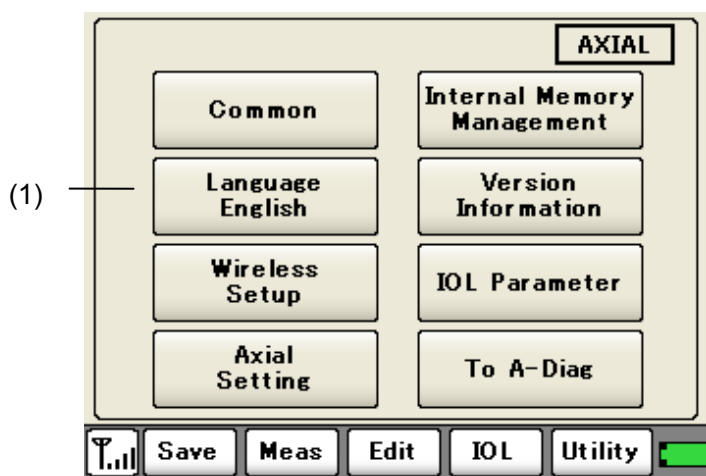 AXIAL
Common
Internal Memory
Management
(1)
Language
English
Version
Information
Wireless
Setup
IOL Parameter
Axial
Setting
To A-Diag
Save
Meas
Edit
IOL
Utility